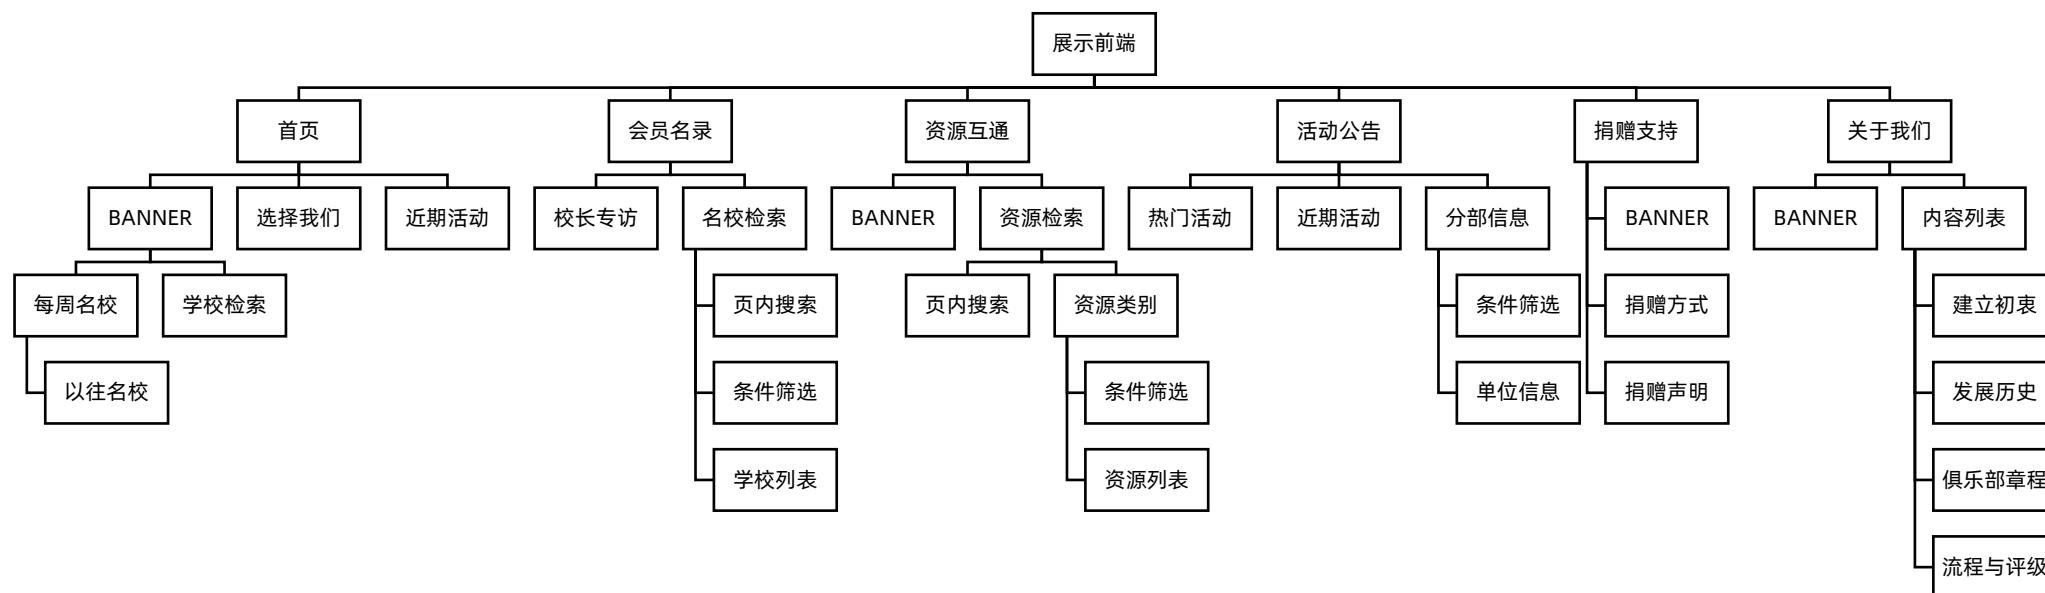 展示前端
首页
会员名录
资源互通
活动公告
捐赠支持
关于我们
BANNER
选择我们
近期活动
校长专访
名校检索
BANNER
资源检索
热门活动
近期活动
分部信息
BANNER
BANNER
内容列表
每周名校
学校检索
页内搜索
页内搜索
资源类别
条件筛选
捐赠方式
建立初衷
以往名校
条件筛选
条件筛选
单位信息
捐赠声明
发展历史
学校列表
资源列表
俱乐部章程
流程与评级